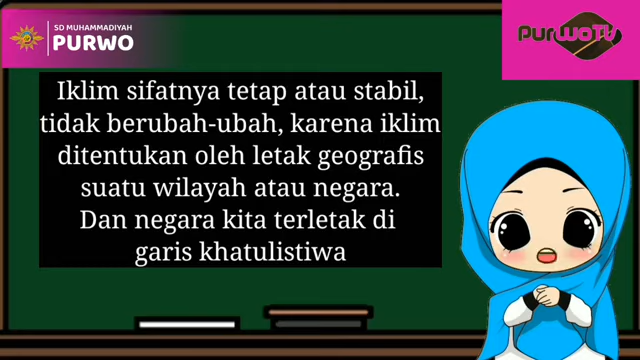 SD MUHAMMADIYAH
PURWO
PurWOTV
Iklim sifatnya tetap atau stabil,
tidak berubah-ubah, karena iklim
ditentukan oleh letak geografis
suatu wilayah atau negara.
Dan negara kita terletak di
garis khatulistiwa